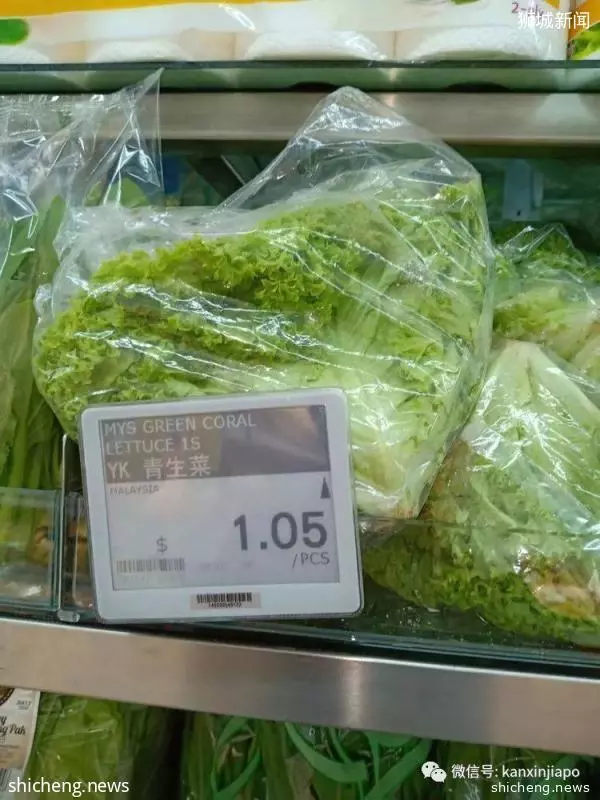 狮城新闻
MYS GREEN CORAL
LETTUCE 1S
YK 青生菜
MALAYSIA
$ 1.05
/PCS
微信号: kanxinjiapo
shicheng.news
shicheng.news